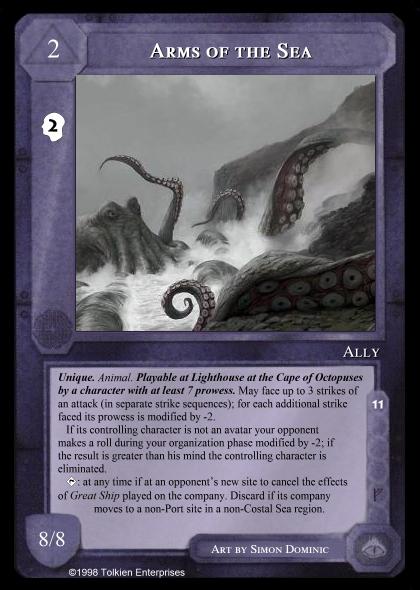 2
ARMS OF THE SEA
2
ALLY
Unique. Animal. Playable at Lighthouse at the Cape of Octopuses
by a character with at least 7 prowess. May face up to 3 strikes of
an attack (in separate strike sequences); for each additional strike
faced its prowess is modified by -2.
11
If its controlling character is not an avatar your opponent
makes a roll during your organization phase modified by -2; if
the result is greater than his mind the controlling character is
eliminated.
: at any time if at an opponent's new site to cancel the effects
of Great Ship played on the company. Discard if its company
moves to a non-Port site in a non-Costal Sea region.
8/8
ART BY SIMON DOMINIC
©1998 Tolkien Enterprises